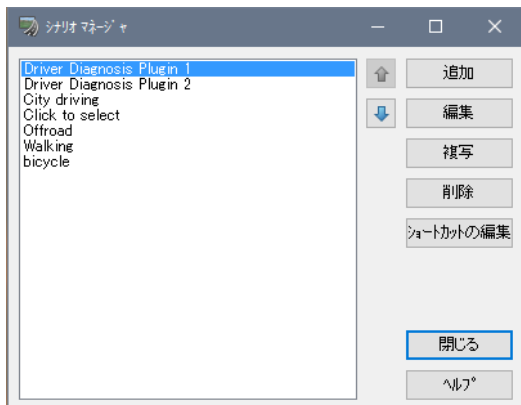 シナリオ マネージャ
Driver Diagnosis Plugin 1
Driver Diagnosis Plugin 2
City driving
Click to select
Offroad
Walking
bicycle
追加
編集
複写
削除
ショートカットの編集
閉じる
ヘルプ